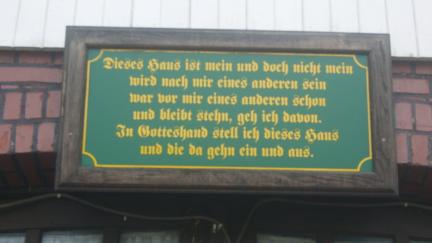 Dieses Haus ist mein und doch nicht mein
wird nach mir eines anderen sein
war vor mir eines anderen schon
und bleibt stehn, geh ich davon.
In Gotteshand stell ich dieses Haus
und die da gehn ein und aus.